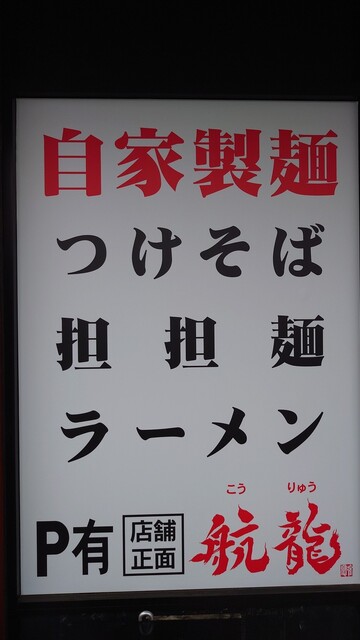 自家製麺
つけそば
担担麺
ラーメン
こう りゅう
P有 店舗正面 航龍